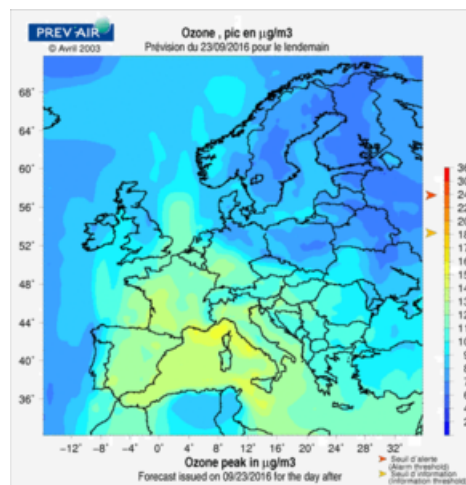 PREV'AIR
© Avril 2003
Ozone , pic en µg/m3
Prévision du 23/09/2016 pour le lendemain
68°
64°
60°
56°
52°
48°
44°
40°
36°
−12° −8° −4° 0° 4° 8° 12° 16° 20° 24° 28° 32°
Ozone peak in µg/m3
Forecast issued on 09/23/2016 for the day after
Seuil d'alerte
(Alarm threshold)
Seuil d'information
(Information threshold)